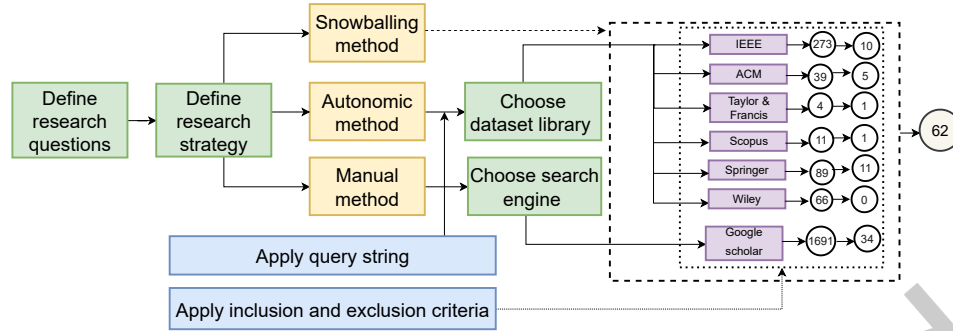 Snowballing
method
Define
research
questions
Define
research
strategy
Autonomic
method
Choose
dataset library
Manual
method
Choose search
engine
Apply query string
Apply inclusion and exclusion criteria
IEEE 273 10
ACM 39 5
Taylor &
Francis 4 1
Scopus 11 1
Springer 89 11
Wiley 66 0
Google
scholar 1691 34
62